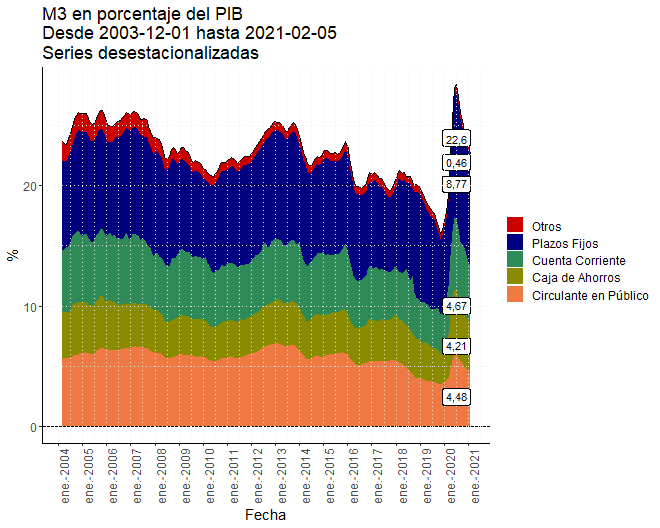 M3 en porcentaje del PIB
Desde 2003-12-01 hasta 2021-02-05
Series desestacionalizadas
%
20
10
0
22,6
0,46
8,77
4,67
4,21
4,48
Otros
Plazos Fijos
Cuenta Corriente
Caja de Ahorros
Circulante en Público
ene.-2004
ene.-2005
ene.-2006
ene.-2007
ene.-2008
ene.-2009
ene.-2010
ene.-2011
ene.-2012
ene.-2013
ene.-2014
ene.-2015
ene.-2016
ene.-2017
ene.-2018
ene.-2019
ene.-2020
ene.-2021
Fecha